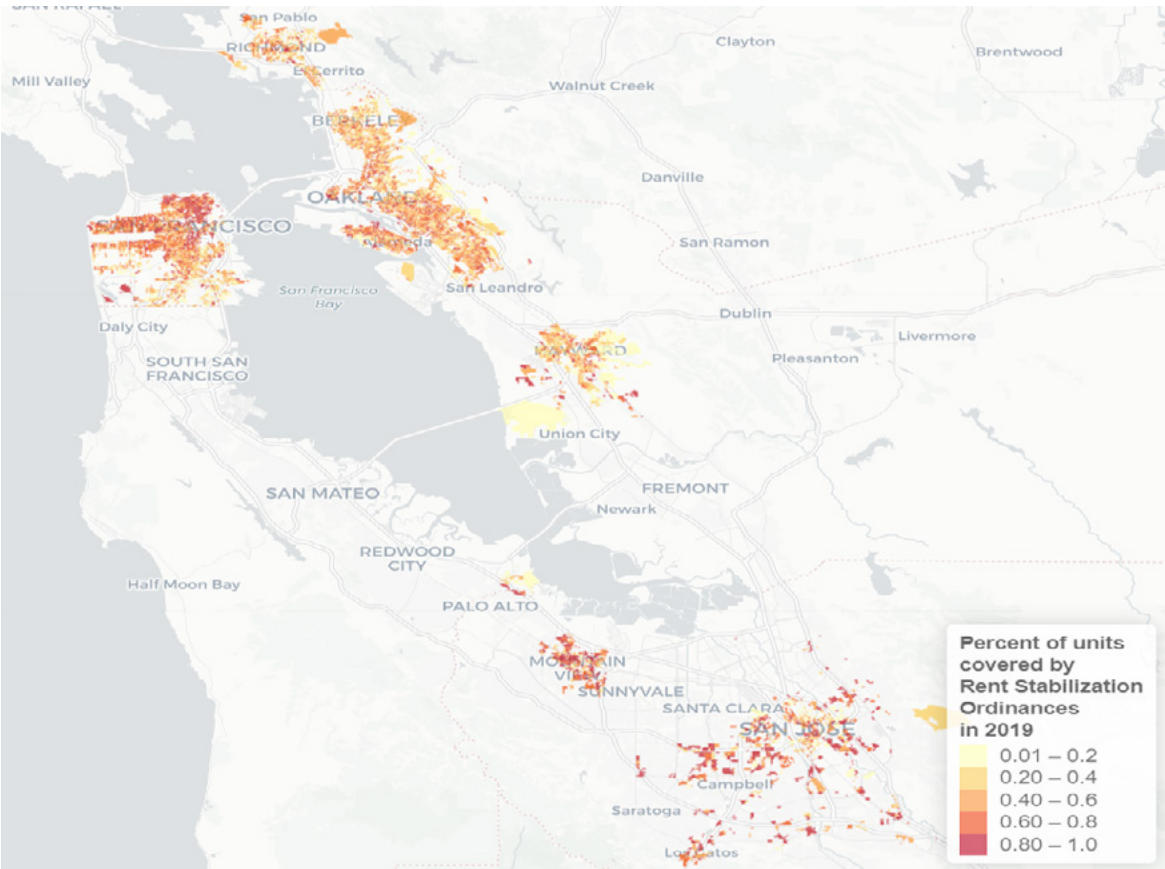 SAN RAFAEL
San Pablo
Clayton
RICHMOND
Brentwood
El Cerrito
Mill Valley
Walnut Creek
BERKELEY
Danville
OAKLAND
SAN FRANCISCO
Alameda
San Ramon
San Francisco
Bay
San Leandro
Dublin
Daly City
Livermore
HAYWARD
Pleasanton
SOUTH SAN
FRANCISCO
Union City
SAN MATEO
FREMONT
Newark
REDWOOD
CITY
Half Moon Bay
PALO ALTO
MOUNTAIN
VIEW
SUNNYVALE
SANTA CLARA
SAN JOSE
Campbell
Saratoga
Los Gatos
Percent of units
covered by
Rent Stabilization
Ordinances
in 2019
0.01 – 0.2
0.20 – 0.4
0.40 – 0.6
0.60 – 0.8
0.80 – 1.0